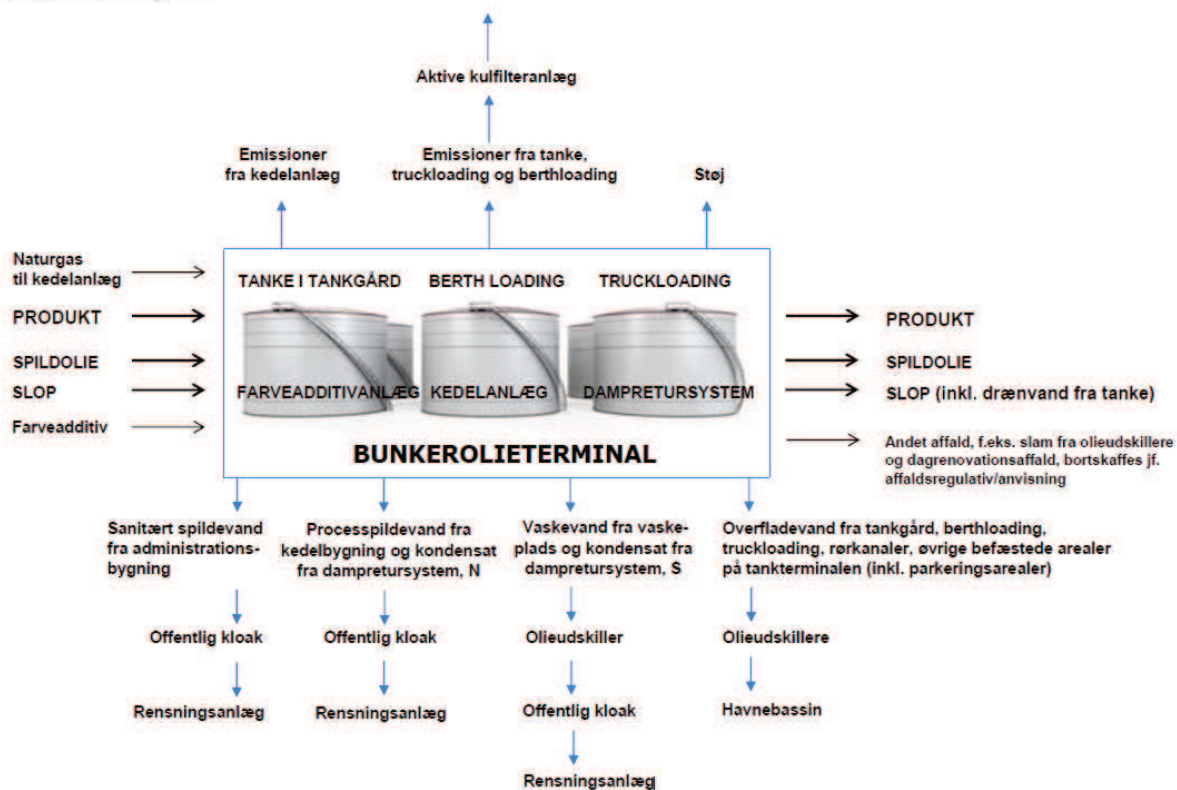 Aktive kulfilteranlæg
Emissioner
fra kedelanlæg
Emissioner fra tanke,
truckloading og berthloading
Støj
Naturgas
til kedelanlæg
PRODUKT
SPILDOLIE
SLOP
Farveadditiv
TANKE I TANKGÅRD
BERTH LOADING
TRUCKLOADING
FARVEADDITIVANLÆG
KEDELANLÆG
DAMPRETURSYSTEM
BUNKEROLIETERMINAL
PRODUKT
SPILDOLIE
SLOP (inkl. drænvand fra tanke)
Andet affald, f.eks. slam fra olieudskillere
og dagrenovationsaffald, bortskaffes jf.
affaldsregulativ/anvisning
Sanitært spildevand
fra administrations-
bygning
Offentlig kloak
Rensningsanlæg
Processpildevand fra
kedelbygning og kondensat
fra dampretursystem, N
Offentlig kloak
Rensningsanlæg
Vaskevand fra vaske-
plads og kondensat fra
dampretursystem, S
Olieudskiller
Offentlig kloak
Rensningsanlæg
Overfladevand fra tankgård, berthloading,
truckloading, rørkanaler, øvrige befæstede arealer
på tankterminalen (inkl. parkeringsarealer)
Olieudskillere
Havnebassin